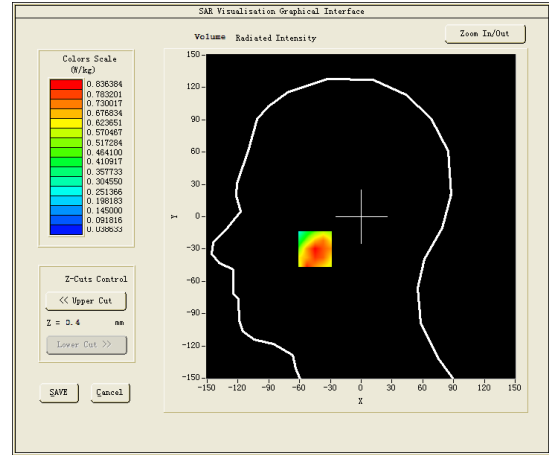 SAR Visualisation Graphical Interface
Volume Radiated Intensity
Zoom In/Out
Colors Scale
(W/kg)
0.836384
0.783201
0.730017
0.676834
0.623651
0.570467
0.517284
0.464100
0.410917
0.357733
0.304550
0.251366
0.198183
0.145000
0.091816
0.038633
Z-Cuts Control
<< Upper Cut
Z = 0.4 mm
Lower Cut >>
SAVE Cancel
150
120
90
60
30
Y 0
-30
-60
-90
-120
-150
-150 -120 -90 -60 -30 0 30 60 90 120 150
X